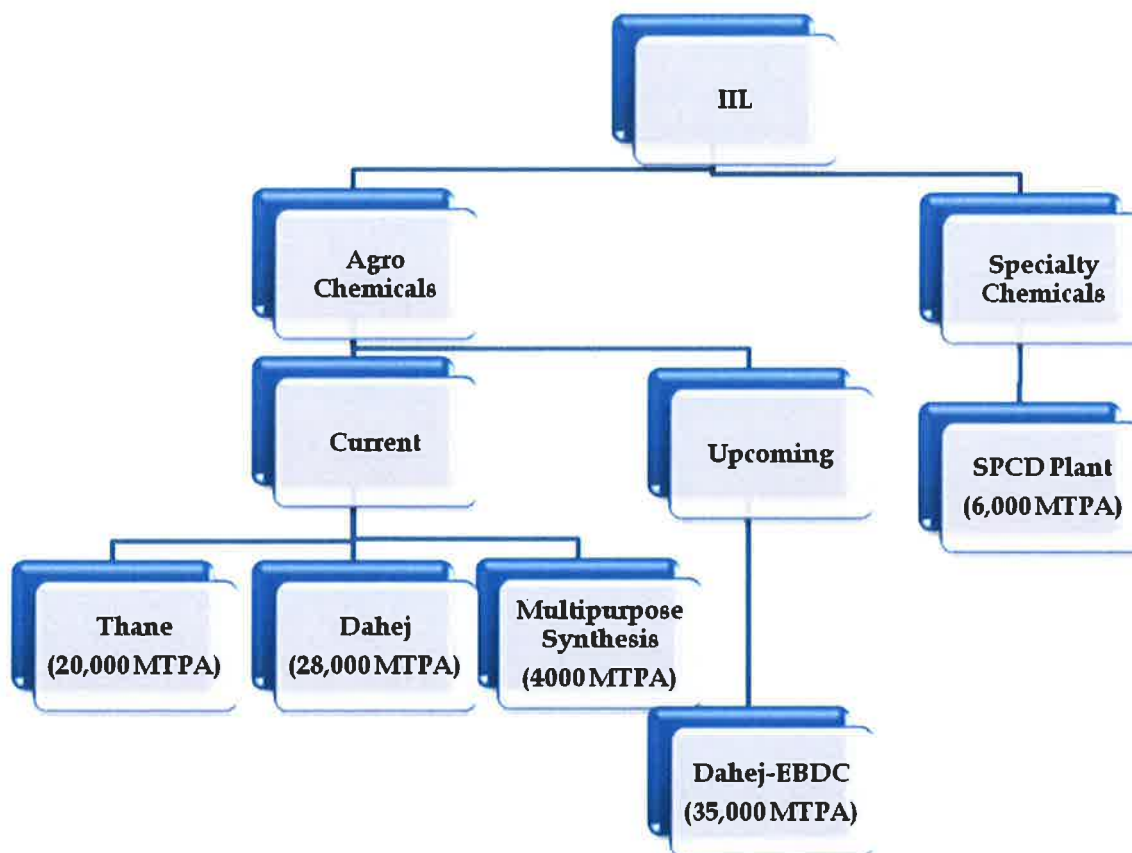 IIL
Agro
Chemicals
Specialty
Chemicals
Current
Upcoming
SPCD Plant
(6,000 MTPA)
Thane
(20,000 MTPA)
Dahej
(28,000 MTPA)
Multipurpose
Synthesis
(4000 MTPA)
Dahej-EBDC
(35,000 MTPA)